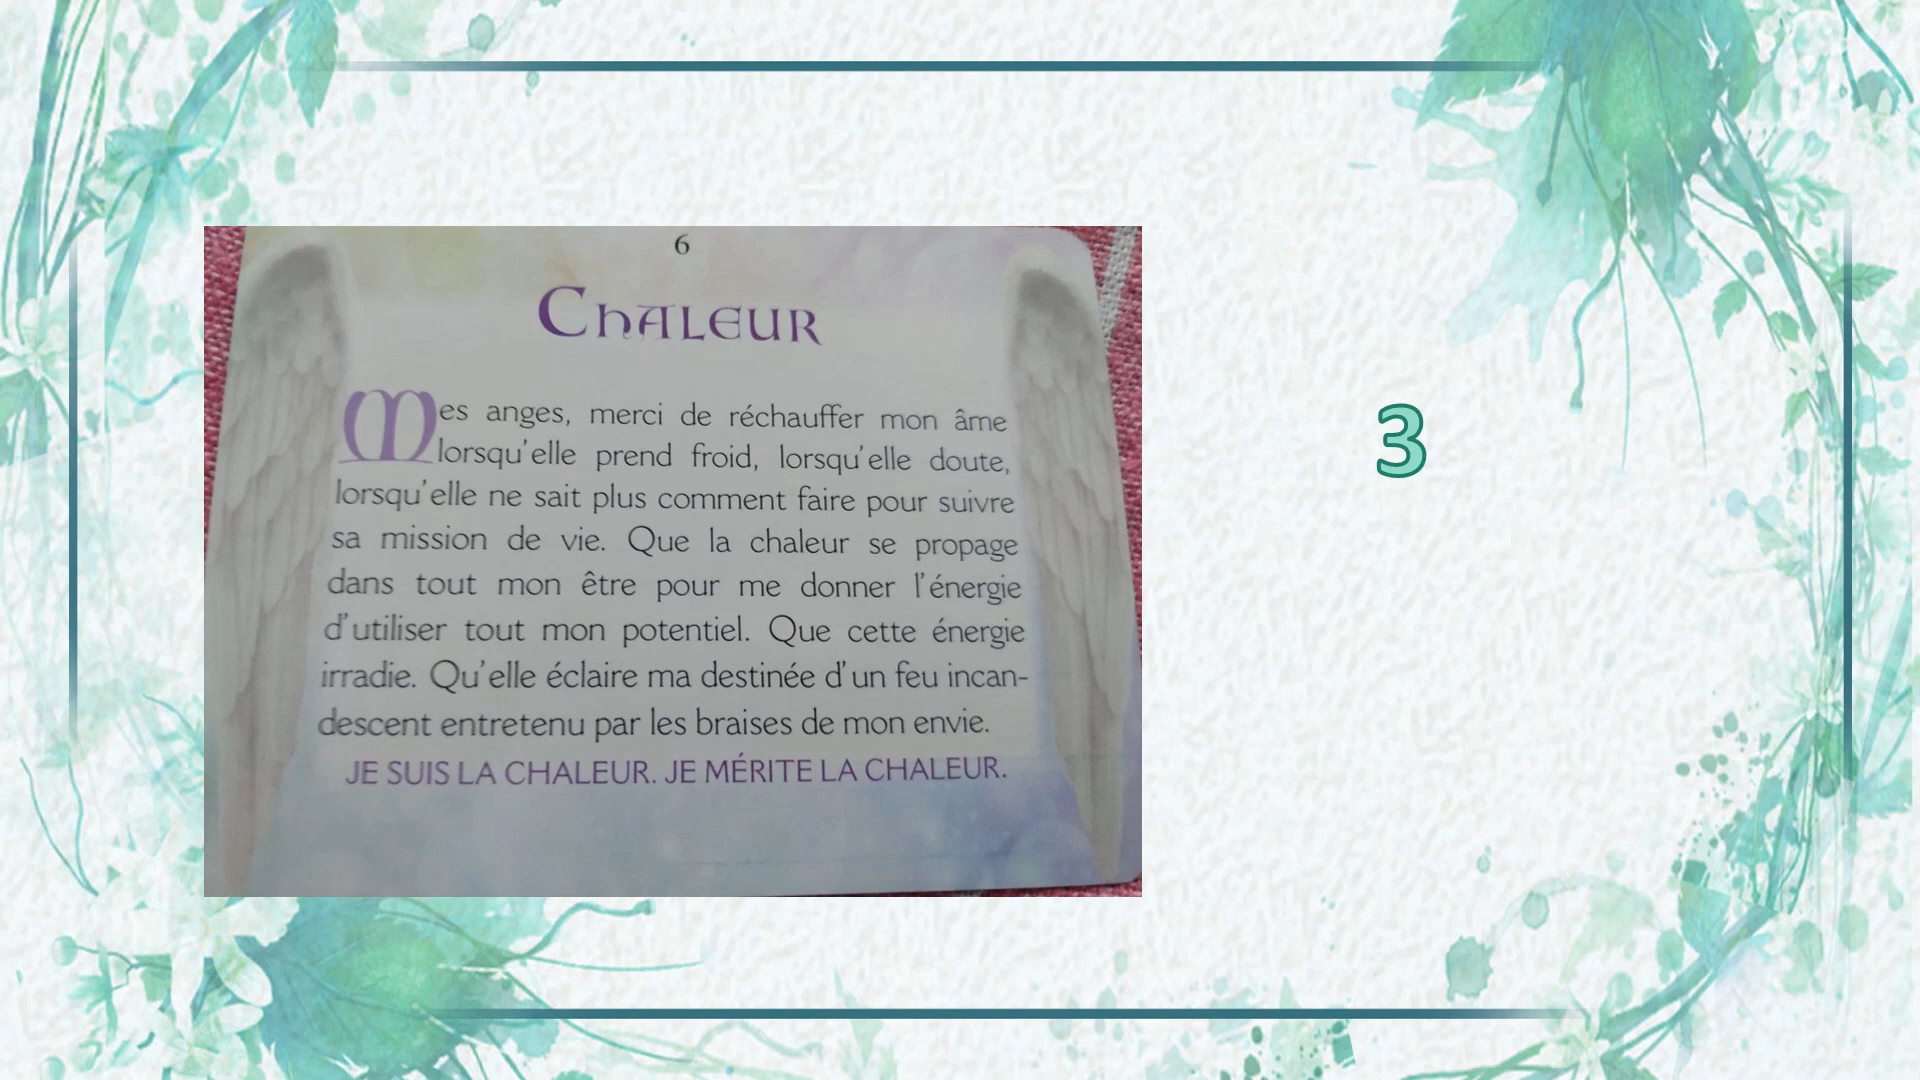 6
Chaleur
Mes anges, merci de réchauffer mon âme
lorsqu'elle prend froid, lorsqu'elle doute,
lorsqu'elle ne sait plus comment faire pour suivre
sa mission de vie. Que la chaleur se propage
dans tout mon être pour me donner l'énergie
d'utiliser tout mon potentiel. Que cette énergie
irradie. Qu'elle éclaire ma destinée d'un feu incan-
descent entretenu par les braises de mon envie.
JE SUIS LA CHALEUR. JE MÉRITE LA CHALEUR.
3